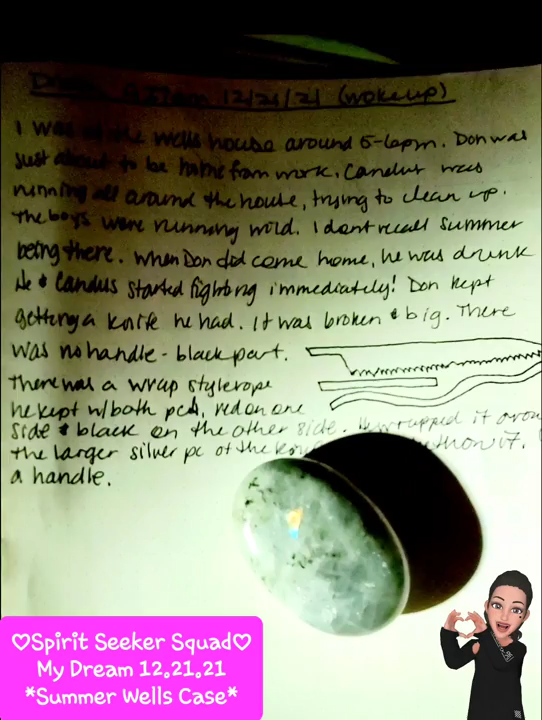 Dream 9:37am 12/21/21 (woke up)
I was at the wells house around 5-6pm. Don was
just about to be home from work. Candus was
running all around the house, trying to clean up.
The boys were running wild. I dont recall Summer
being there. When Don did come home, he was drunk
He & Candus started fighting immediately! Don kept
getting a knife he had. It was broken & big. There
was no handle - black part.
There was a wrap style rope
he kept w/both pcs, red on one
side & black on the other side. He wrapped it arou
the larger silver pc of the
a handle.
♡Spirit Seeker Squad♡
My Dream 12.21.21
*Summer Wells Case*